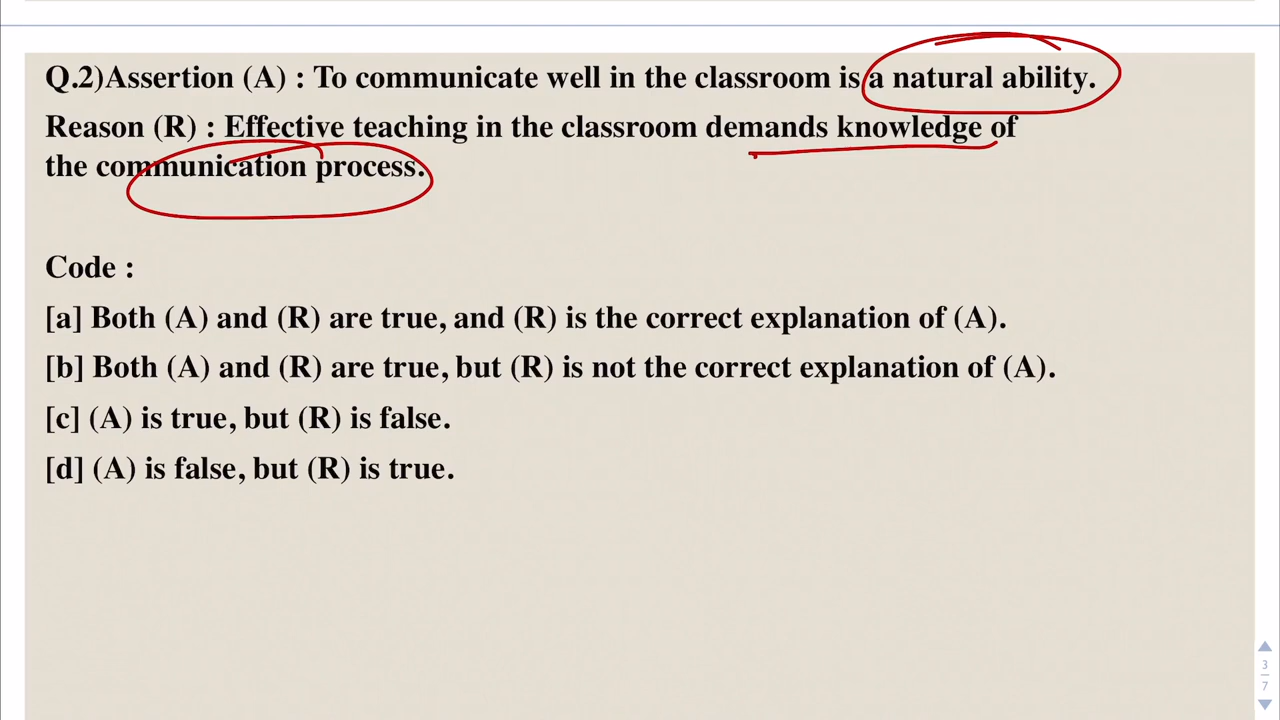 Q.2)Assertion (A) : To communicate well in the classroom is a natural ability.
Reason (R) : Effective teaching in the classroom demands knowledge of
the communication process.
Code :
[a] Both (A) and (R) are true, and (R) is the correct explanation of (A).
[b] Both (A) and (R) are true, but (R) is not the correct explanation of (A).
[c] (A) is true, but (R) is false.
[d] (A) is false, but (R) is true.
3
7